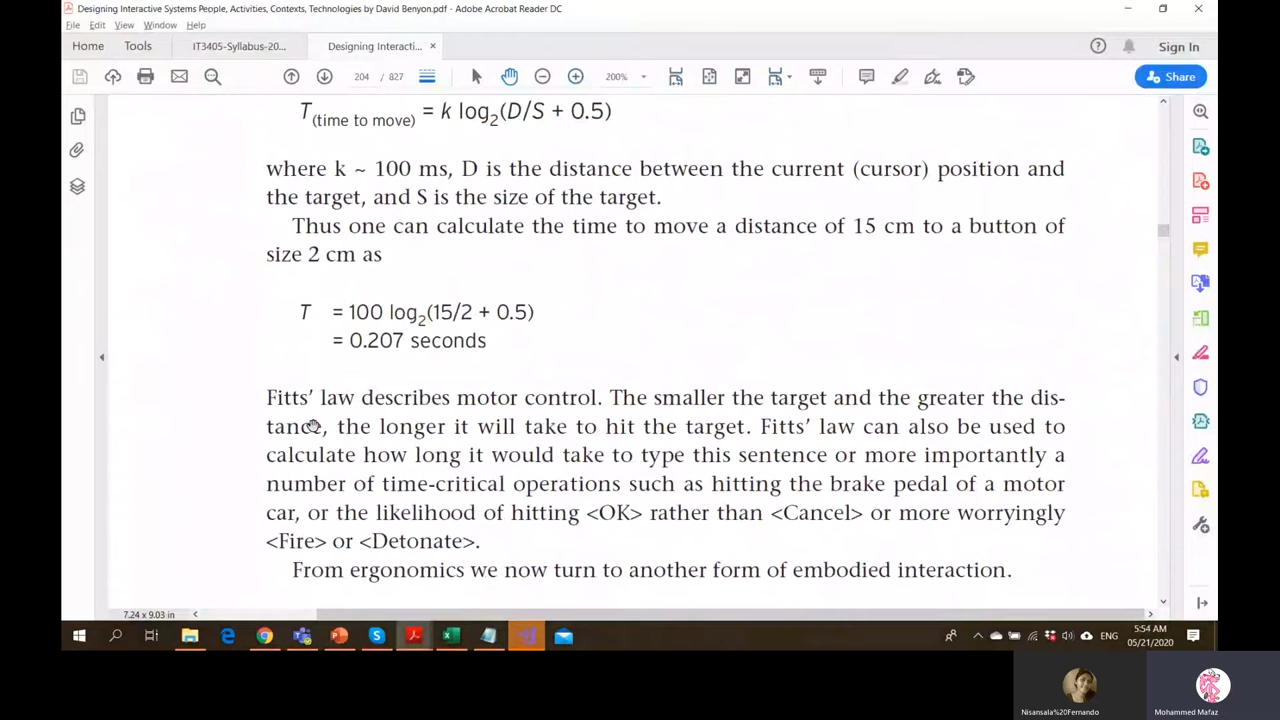 Designing Interactive Systems People, Activities, Contexts, Technologies by David Benyon.pdf - Adobe Acrobat Reader DC
File Edit View Window Help
Home Tools IT3405-Syllabus-20... Designing Interacti... × Sign In
204 / 827 200% Share
T(time to move) = k log2(D/S + 0.5)
where k ~ 100 ms, D is the distance between the current (cursor) position and
the target, and S is the size of the target.
Thus one can calculate the time to move a distance of 15 cm to a button of
size 2 cm as
T = 100 log2(15/2 + 0.5)
= 0.207 seconds
Fitts’ law describes motor control. The smaller the target and the greater the dis-
tance, the longer it will take to hit the target. Fitts’ law can also be used to
calculate how long it would take to type this sentence or more importantly a
number of time-critical operations such as hitting the brake pedal of a motor
car, or the likelihood of hitting <OK> rather than <Cancel> or more worryingly
<Fire> or <Detonate>.
From ergonomics we now turn to another form of embodied interaction.
7.24 x 9.03 in
ENG
5:54 AM
05/21/2020
Nisansala%20Fernando
Mohammed Mafaz